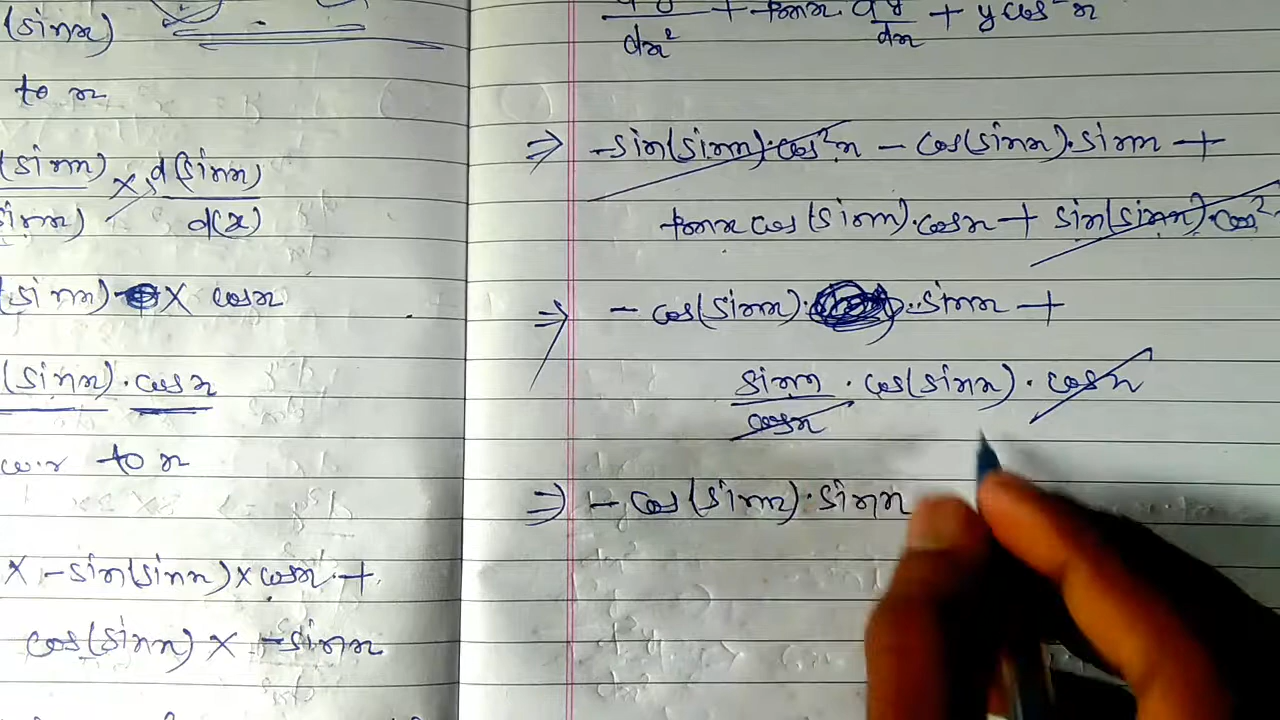 (sinx)
to x
(sinx) × d(sinx)
sinx) d(x)
(sinx) × cosx
(sinx) · cosx
w.r to x
× -sin(sinx) × cosx +
cos(sinx) × -sinx
d²y/dx² + tanx dy/dx + y cos²x
⇒ -sin(sinx)·cos²x - cos(sinx)·sinx +
tanx cos(sinx)·cosx + sin(sinx)·cos²
⇒ - cos(sinx) · sinx +
sinx/cosx · cos(sinx) · cosx
⇒ - cos(sinx)·sinx